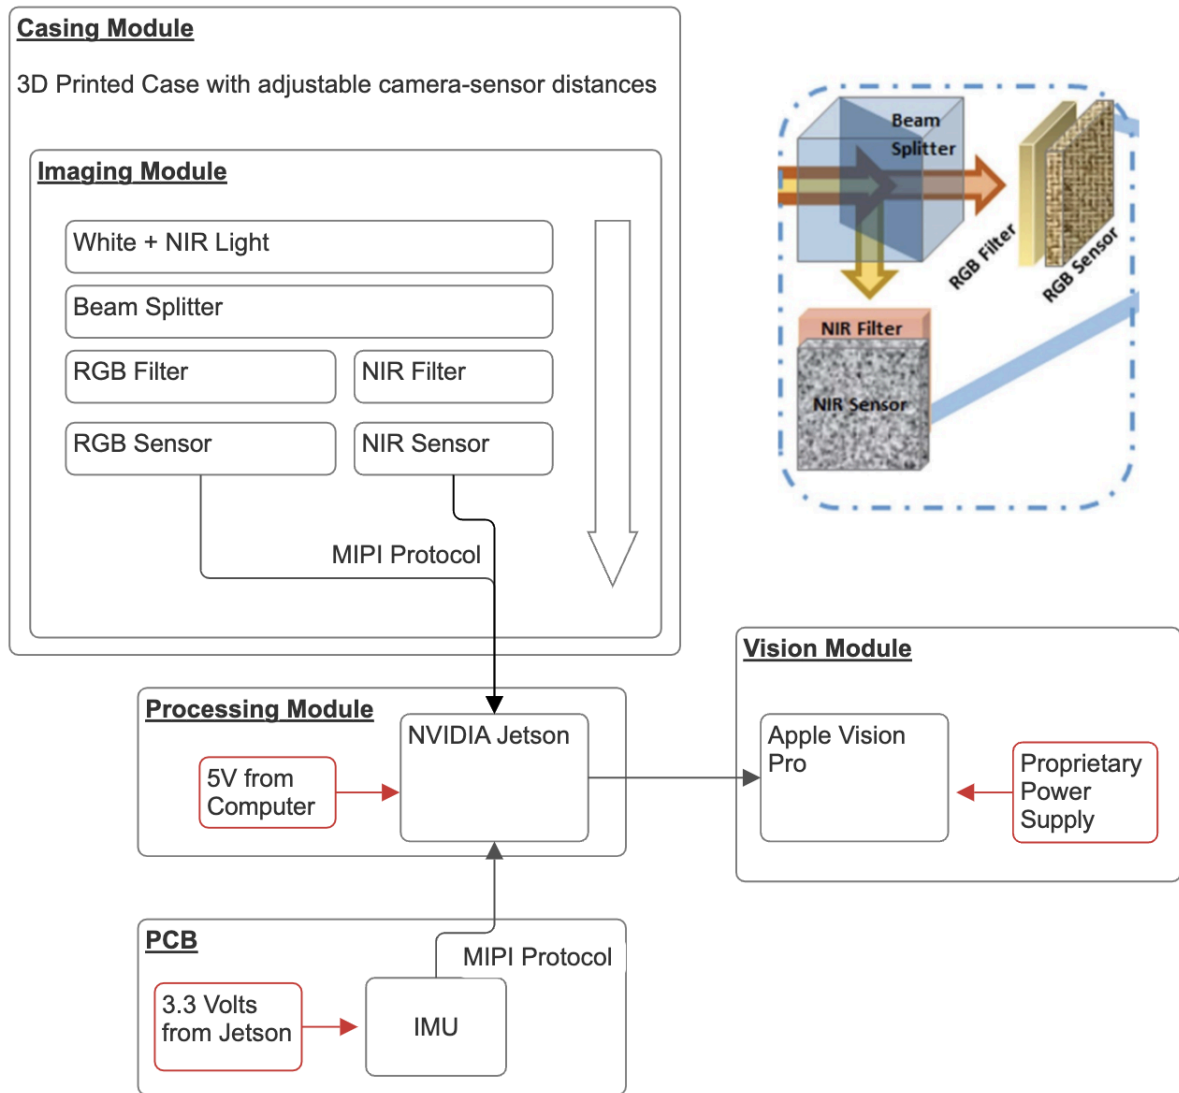 Casing Module
3D Printed Case with adjustable camera-sensor distances
Imaging Module
White + NIR Light
Beam Splitter
RGB Filter
NIR Filter
RGB Sensor
NIR Sensor
MIPI Protocol
Beam
Splitter
RGB Filter
RGB Sensor
NIR Filter
NIR Sensor
Processing Module
NVIDIA Jetson
5V from
Computer
Vision Module
Apple Vision
Pro
Proprietary
Power
Supply
PCB
MIPI Protocol
3.3 Volts
from Jetson
IMU